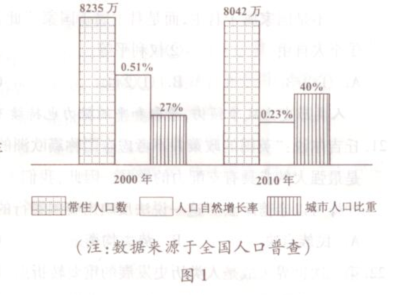 8235万
8042万
0.51%
27%
0.23%
40%
2000年
2010年
常住人口数
人口自然增长率
城市人口比重
(注:数据来源于全国人口普查)
图1